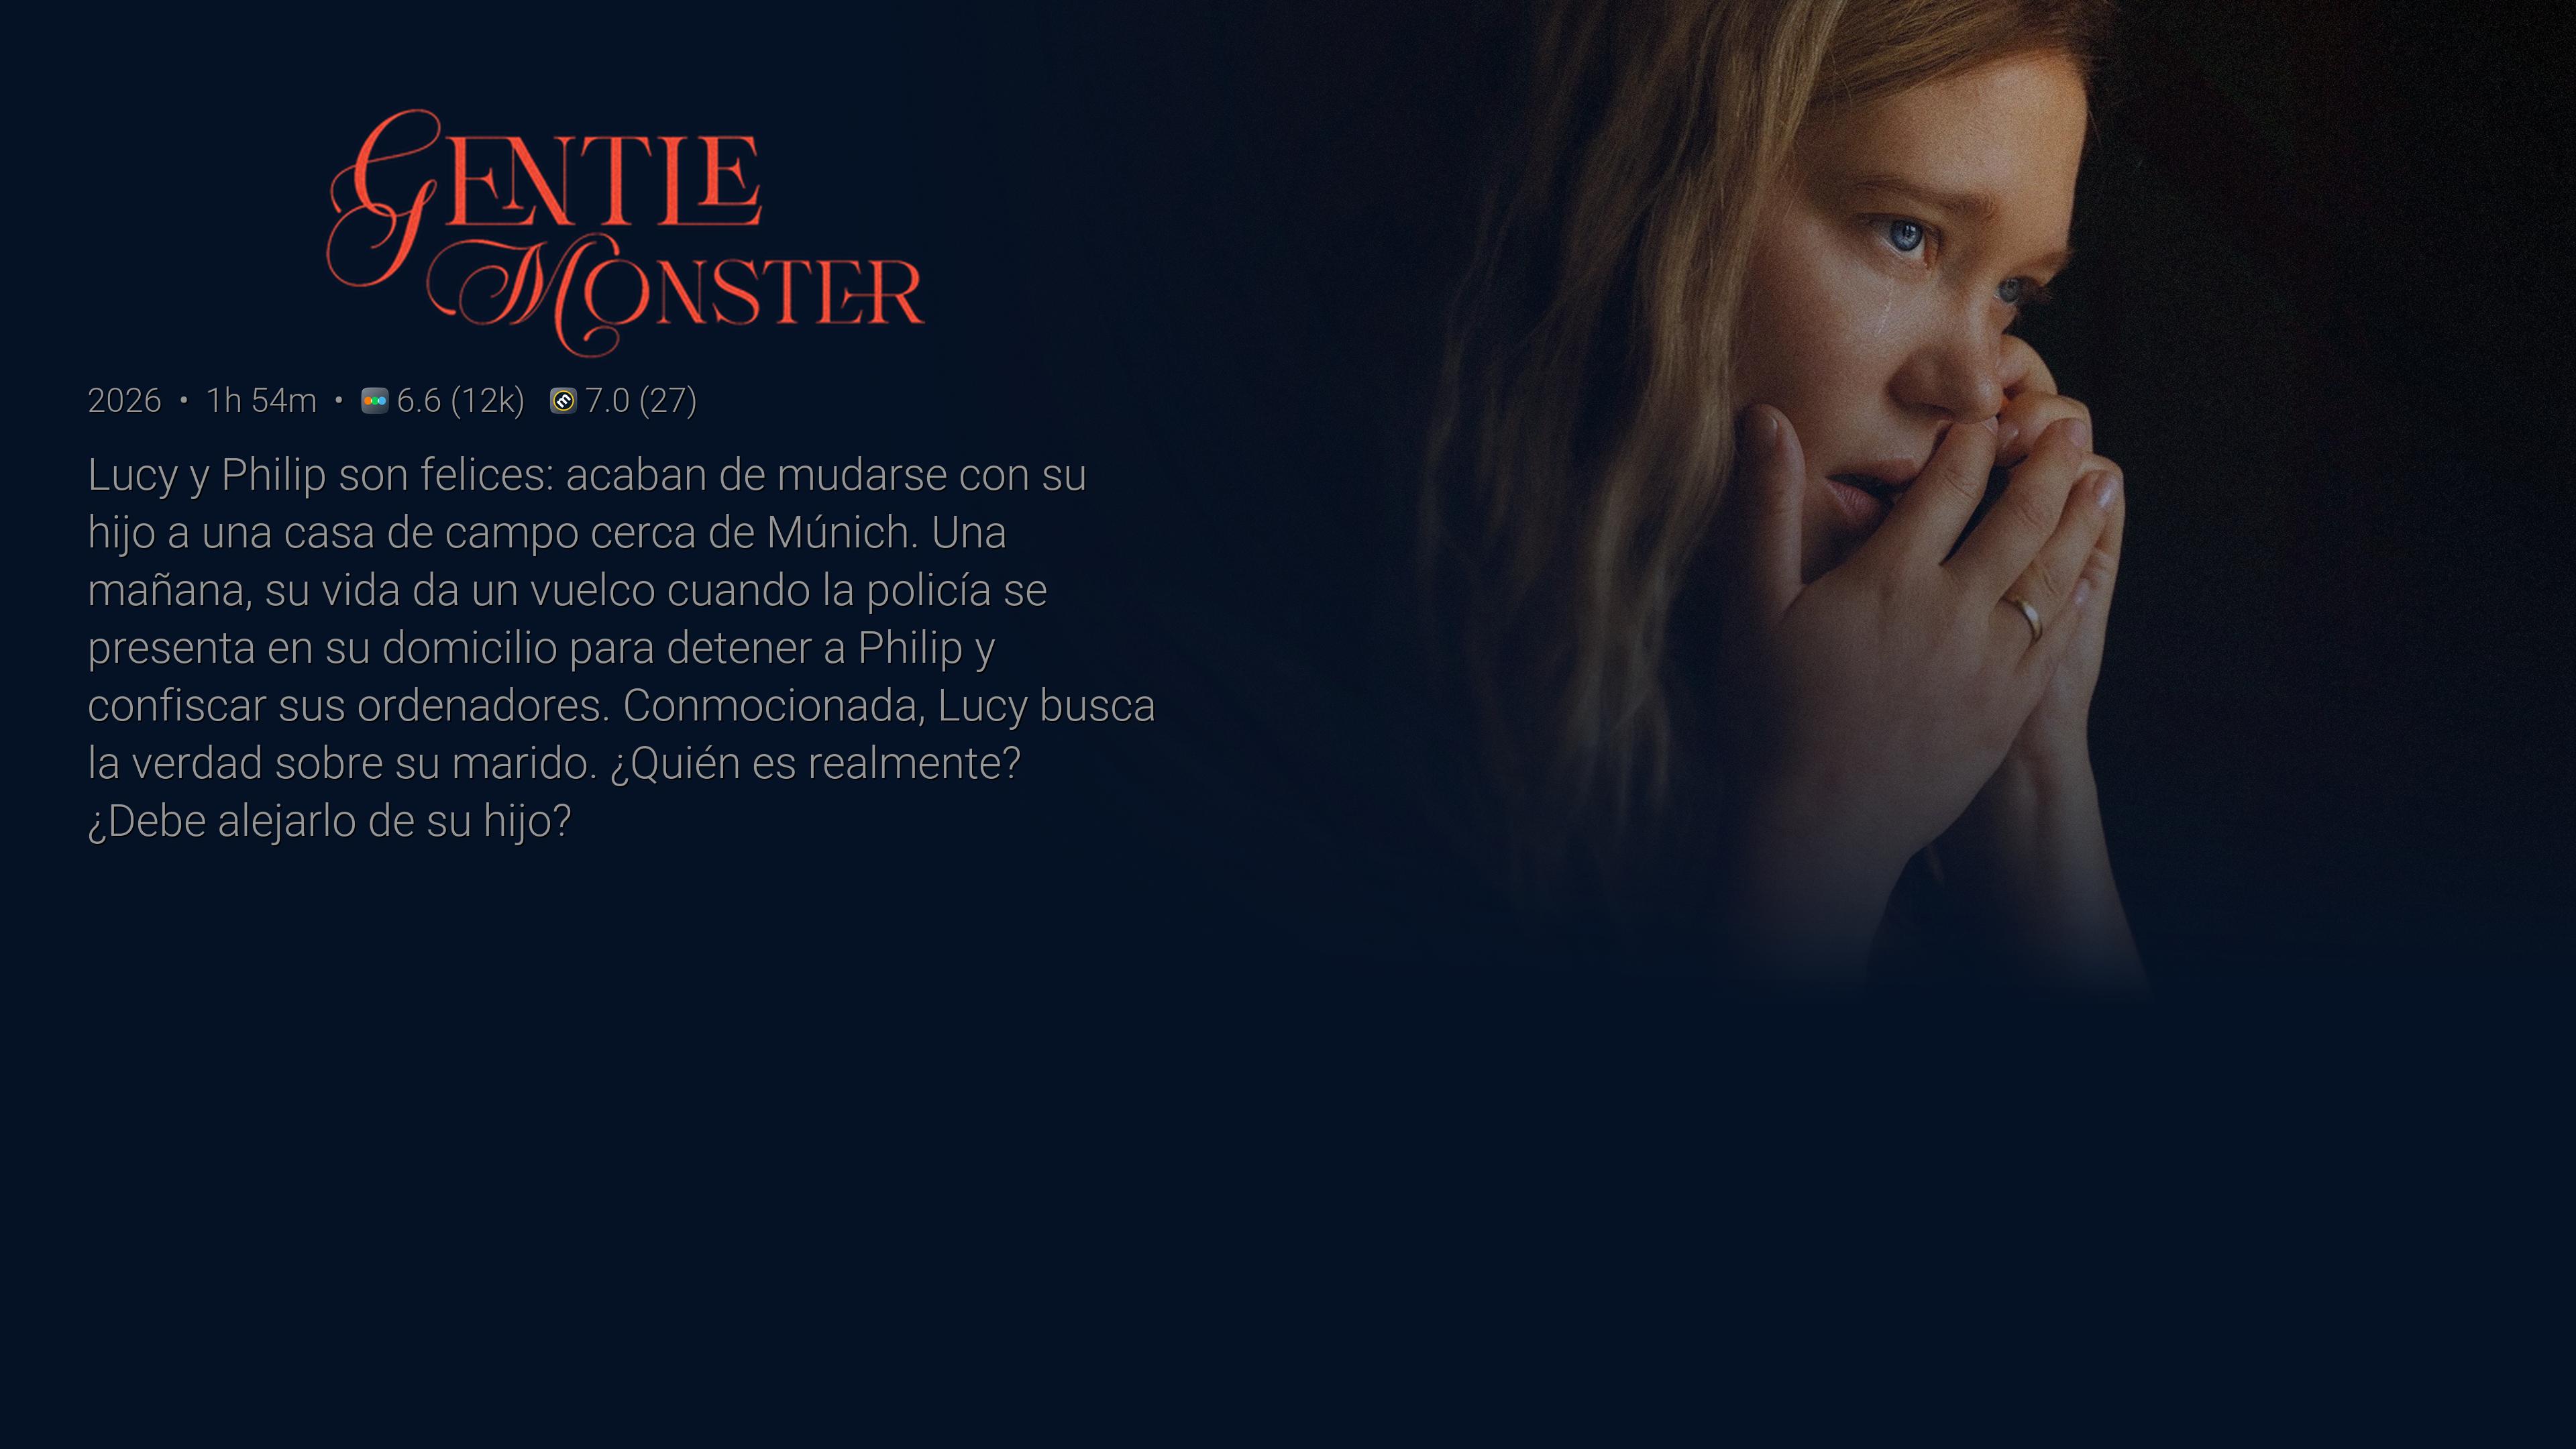 GENTLE
MONSTER
2026 • 1h 54m • 6.6 (12k) 7.0 (27)
Lucy y Philip son felices: acaban de mudarse con su
hijo a una casa de campo cerca de Múnich. Una
mañana, su vida da un vuelco cuando la policía se
presenta en su domicilio para detener a Philip y
confiscar sus ordenadores. Conmocionada, Lucy busca
la verdad sobre su marido. ¿Quién es realmente?
¿Debe alejarlo de su hijo?